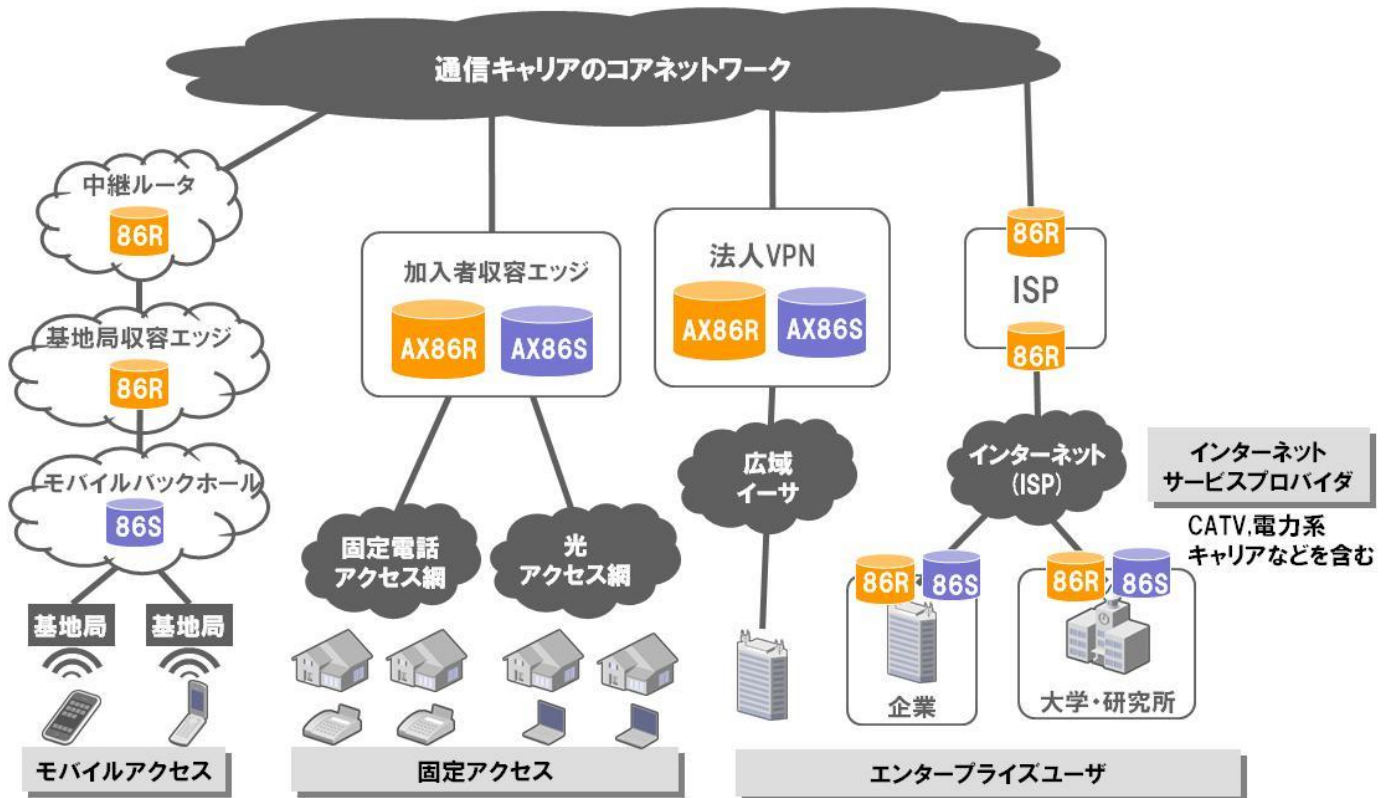 通信キャリアのコアネットワーク
中継ルータ
86R
基地局収容エッジ
86R
モバイルバックホール
86S
基地局
基地局
モバイルアクセス
加入者収容エッジ
AX86R
AX86S
固定電話
アクセス網
光
アクセス網
固定アクセス
法人VPN
AX86R
AX86S
広域
イーサ
86R
ISP
86R
インターネット
(ISP)
86R
86S
企業
86R
86S
大学・研究所
エンタープライズユーザ
インターネット
サービスプロバイダ
CATV,電力系
キャリアなどを含む